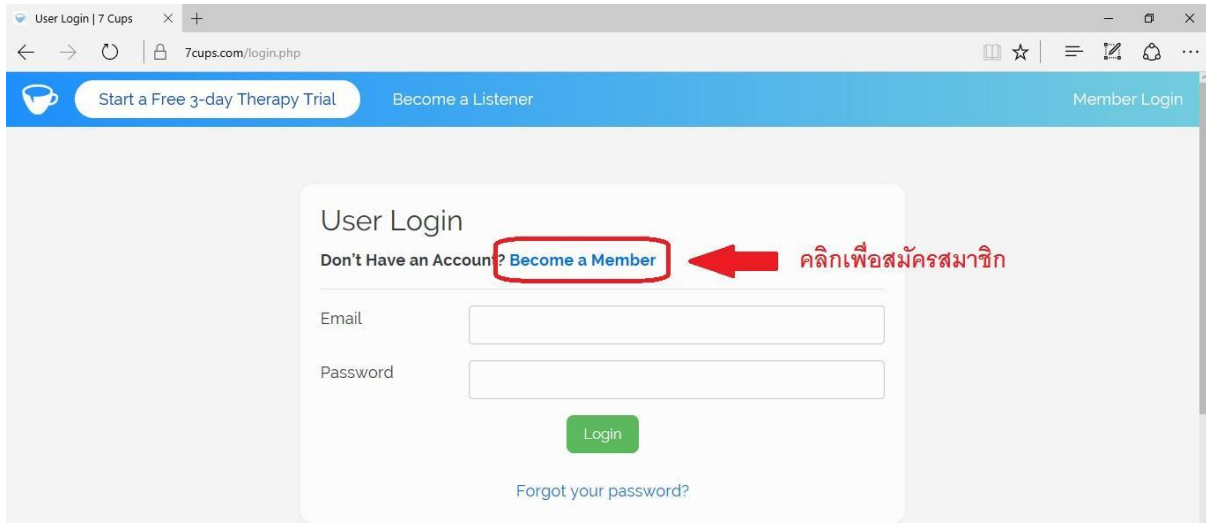 User Login | 7 Cups
7cups.com/login.php
Start a Free 3-day Therapy Trial Become a Listener Member Login
User Login
Don't Have an Account? Become a Member คลิกเพื่อสมัครสมาชิก
Email
Password
Login
Forgot your password?